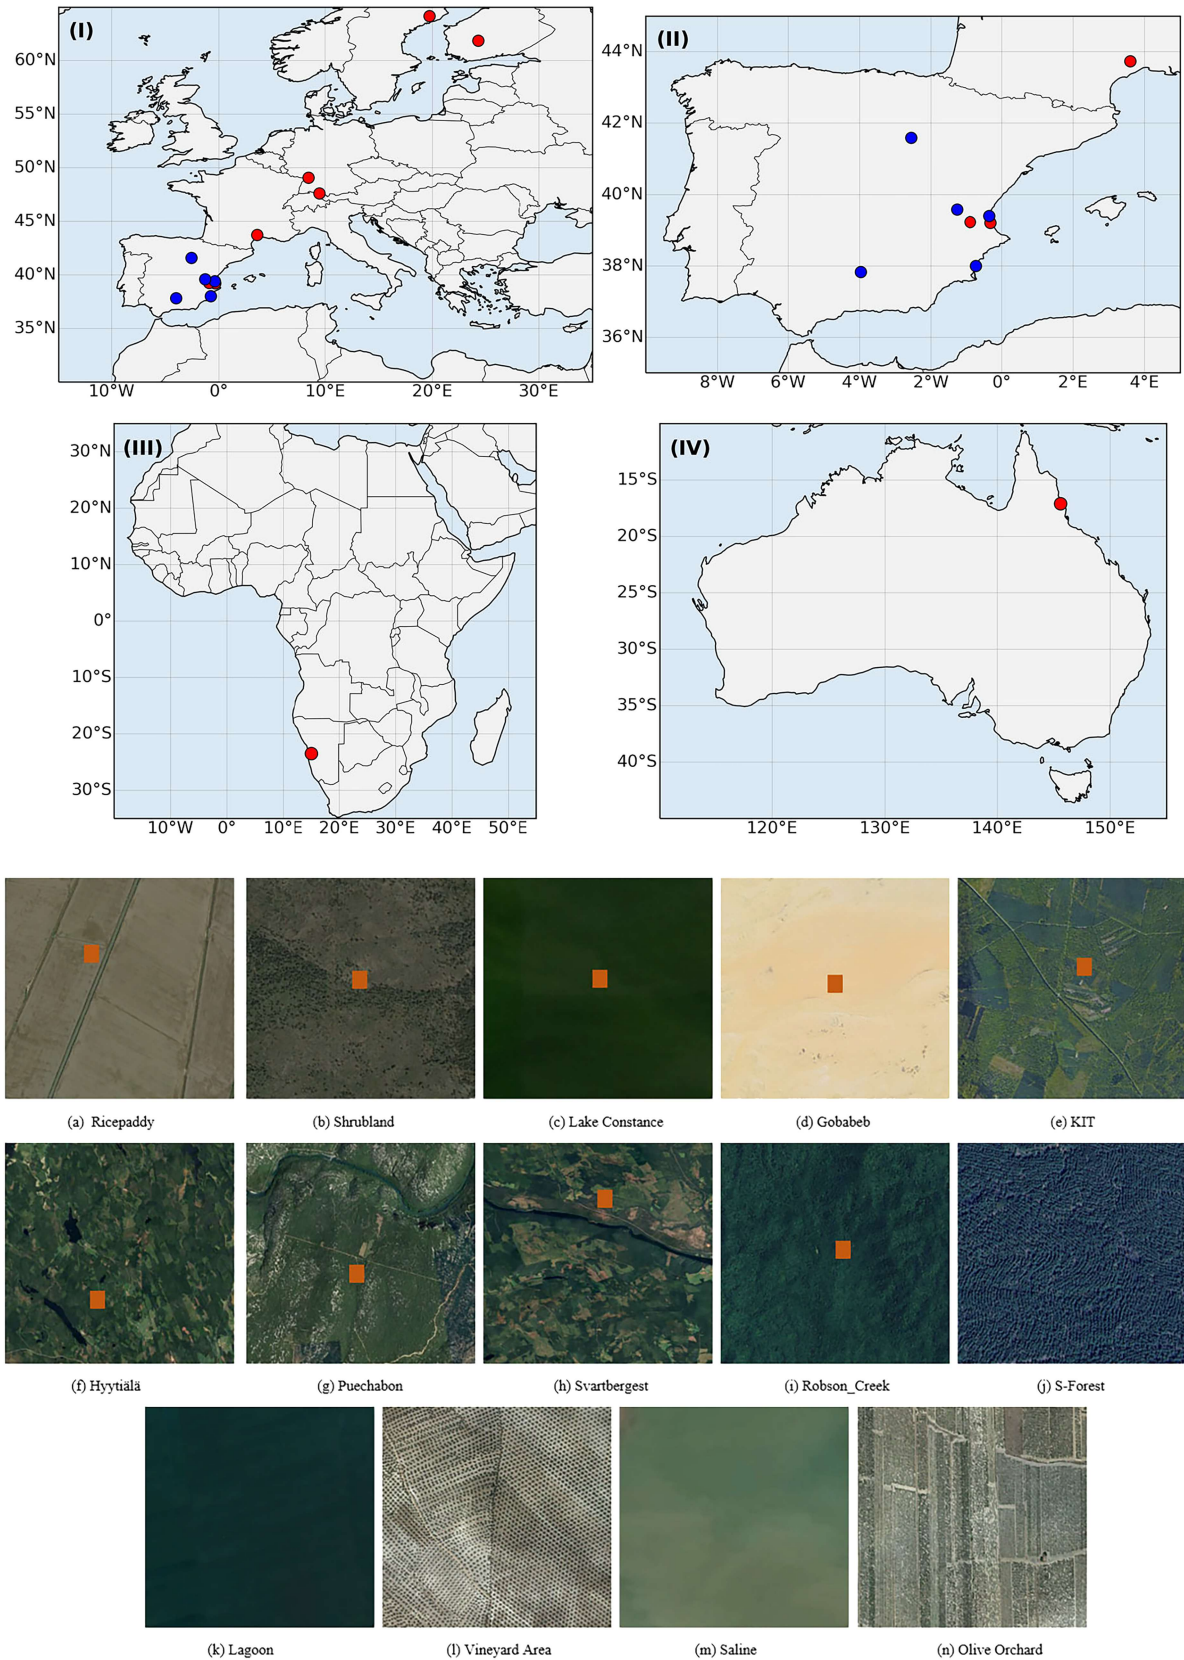 (I)
60°N
55°N
50°N
45°N
40°N
35°N
10°W 0° 10°E 20°E 30°E
(II)
44°N
42°N
40°N
38°N
36°N
8°W 6°W 4°W 2°W 0° 2°E 4°E
(III)
30°N
20°N
10°N
0°
10°S
20°S
30°S
10°W 0° 10°E 20°E 30°E 40°E 50°E
(IV)
15°S
20°S
25°S
30°S
35°S
40°S
120°E 130°E 140°E 150°E
(a) Ricepaddy
(b) Shrubland
(c) Lake Constance
(d) Gobabeb
(e) KIT
(f) Hyytiälä
(g) Puechabon
(h) Svartbergest
(i) Robson_Creek
(j) S-Forest
(k) Lagoon
(l) Vineyard Area
(m) Saline
(n) Olive Orchard